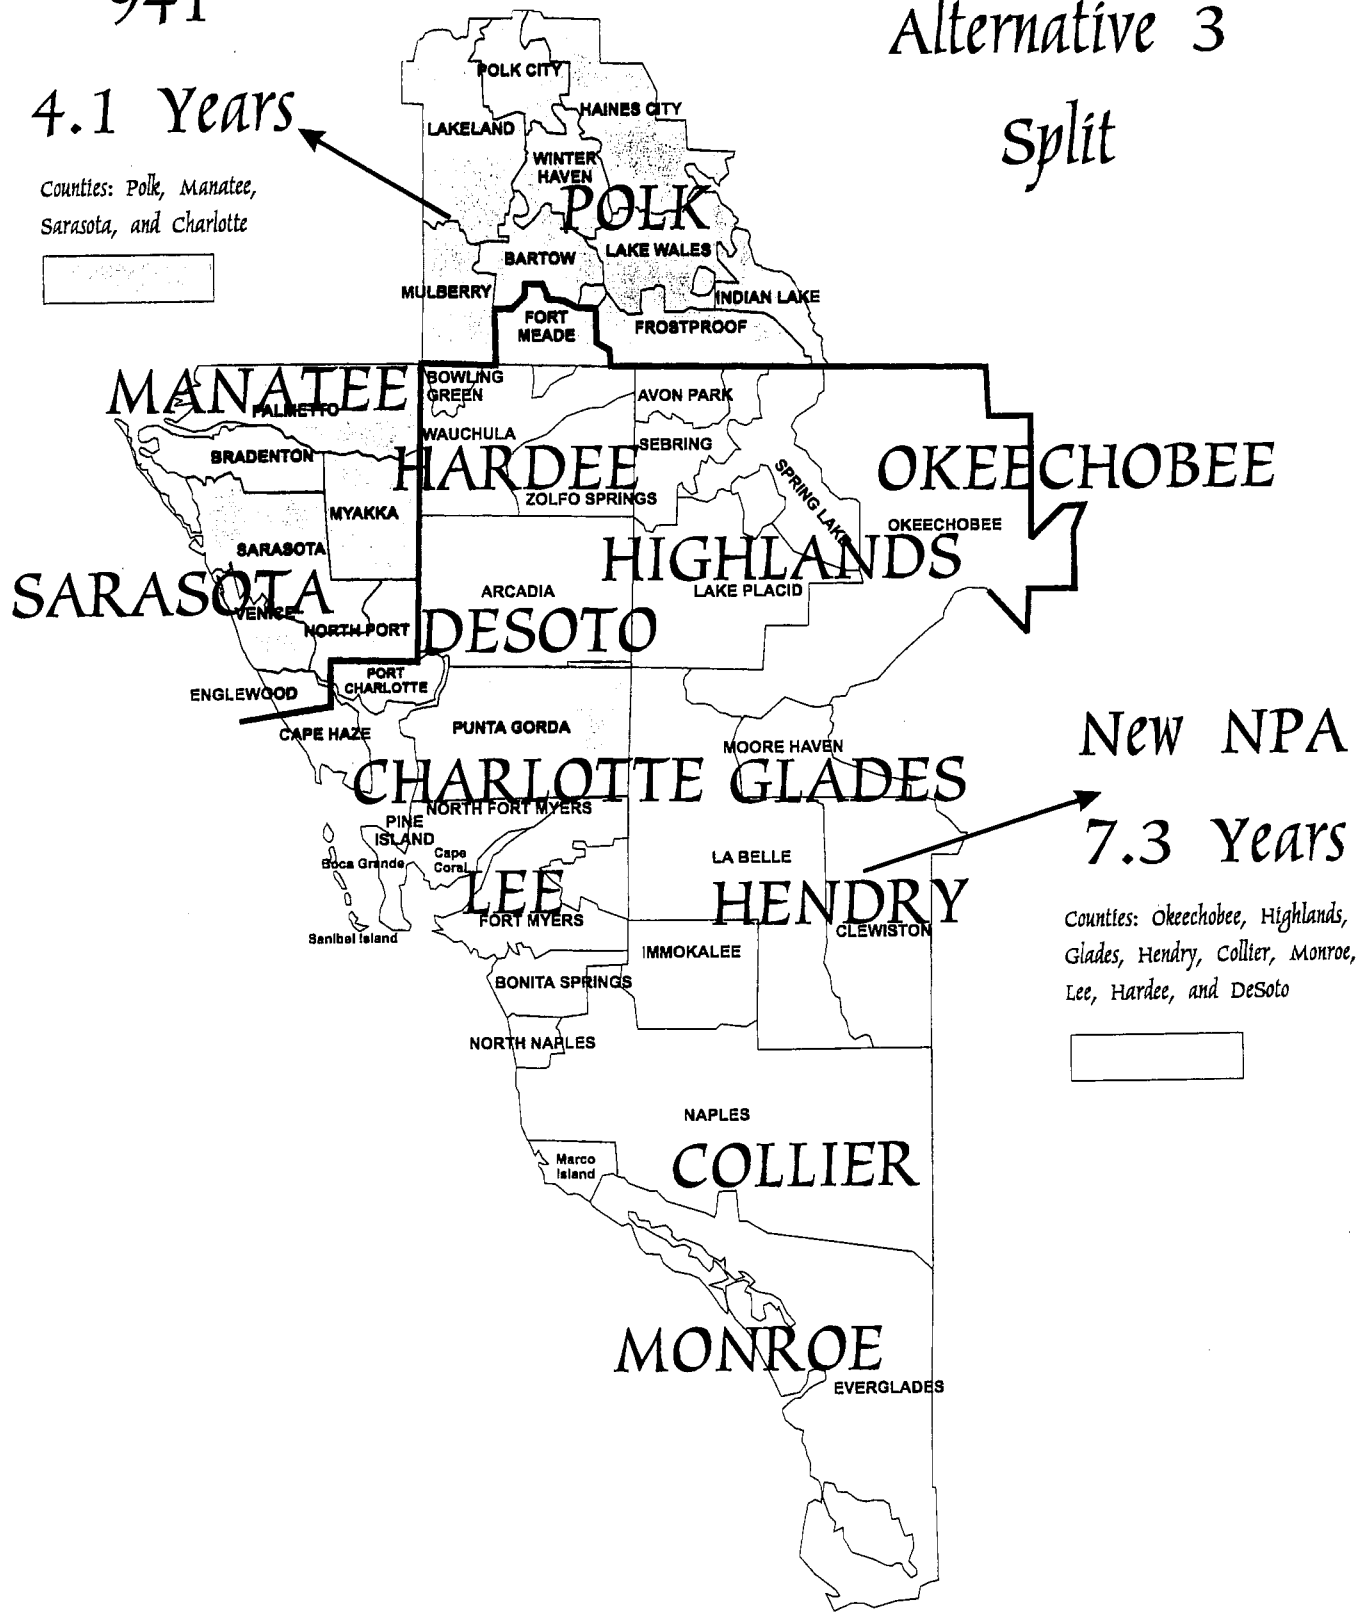 941
Alternative 3
Split
4.1 Years
Counties: Polk, Manatee,
Sarasota, and Charlotte
POLK CITY
HAINES CITY
LAKELAND
WINTER
HAVEN
POLK
BARTOW
LAKE WALES
MULBERRY
INDIAN LAKE
FORT
MEADE
FROSTPROOF
MANATEE
PALMETTO
BOWLING
GREEN
AVON PARK
BRADENTON
WAUCHULA
SEBRING
HARDEE
OKEECHOBEE
ZOLFO SPRINGS
SPRING LAKE
MYAKKA
OKEECHOBEE
SARASOTA
HIGHLANDS
SARASOTA
ARCADIA
LAKE PLACID
VENICE
NORTH PORT
DESOTO
ENGLEWOOD
PORT
CHARLOTTE
CAPE HAZE
PUNTA GORDA
MOORE HAVEN
New NPA
7.3 Years
Counties: Okeechobee, Highlands,
Glades, Hendry, Collier, Monroe,
Lee, Hardee, and DeSoto
CHARLOTTE
GLADES
NORTH FORT MYERS
PINE
ISLAND
Boca Grande
Cape
Coral
LA BELLE
LEE
HENDRY
FORT MYERS
CLEWISTON
Sanibel Island
IMMOKALEE
BONITA SPRINGS
NORTH NAPLES
NAPLES
Marco
Island
COLLIER
MONROE
EVERGLADES